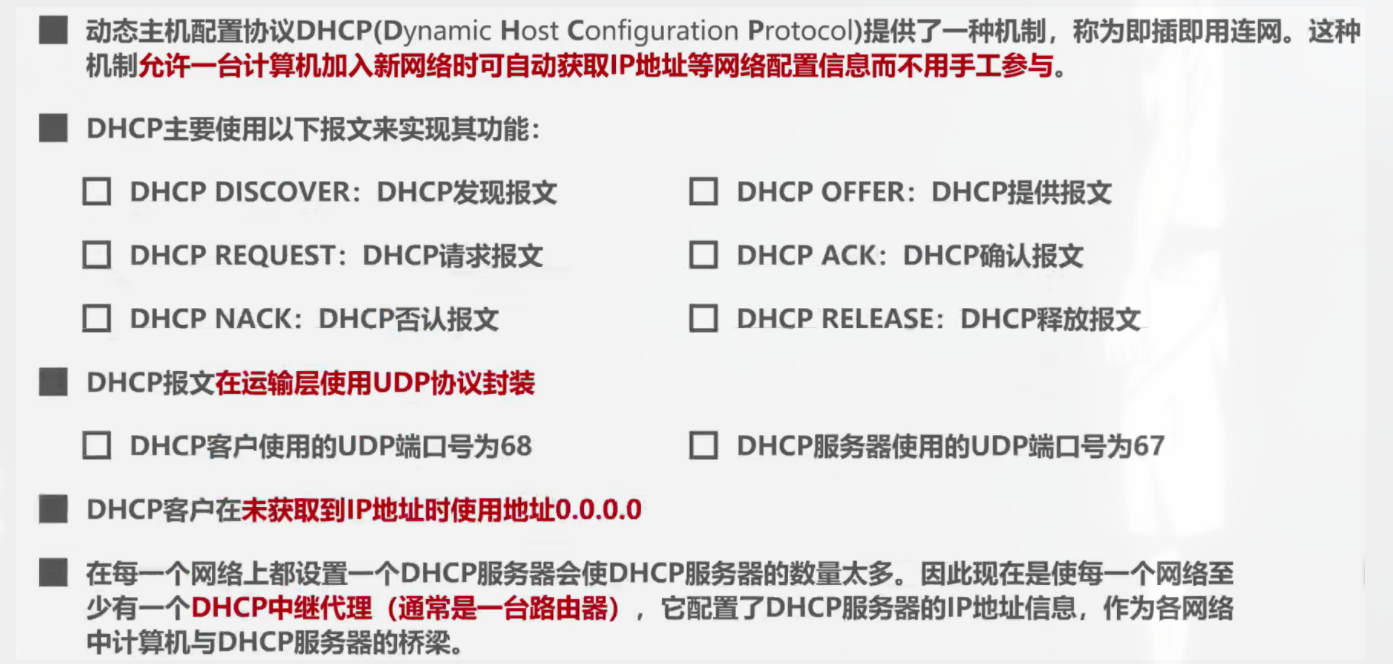 动态主机配置协议DHCP(Dynamic Host Configuration Protocol)提供了一种机制，称为即插即用连网。这种
机制允许一台计算机加入新网络时可自动获取IP地址等网络配置信息而不用手工参与。
DHCP主要使用以下报文来实现其功能：
DHCP DISCOVER：DHCP发现报文
DHCP OFFER：DHCP提供报文
DHCP REQUEST：DHCP请求报文
DHCP ACK：DHCP确认报文
DHCP NACK：DHCP否认报文
DHCP RELEASE：DHCP释放报文
DHCP报文在运输层使用UDP协议封装
DHCP客户使用的UDP端口号为68
DHCP服务器使用的UDP端口号为67
DHCP客户在未获取到IP地址时使用地址0.0.0.0
在每一个网络上都设置一个DHCP服务器会使DHCP服务器的数量太多。因此现在是使每一个网络至
少有一个DHCP中继代理（通常是一台路由器），它配置了DHCP服务器的IP地址信息，作为各网络
中计算机与DHCP服务器的桥梁。